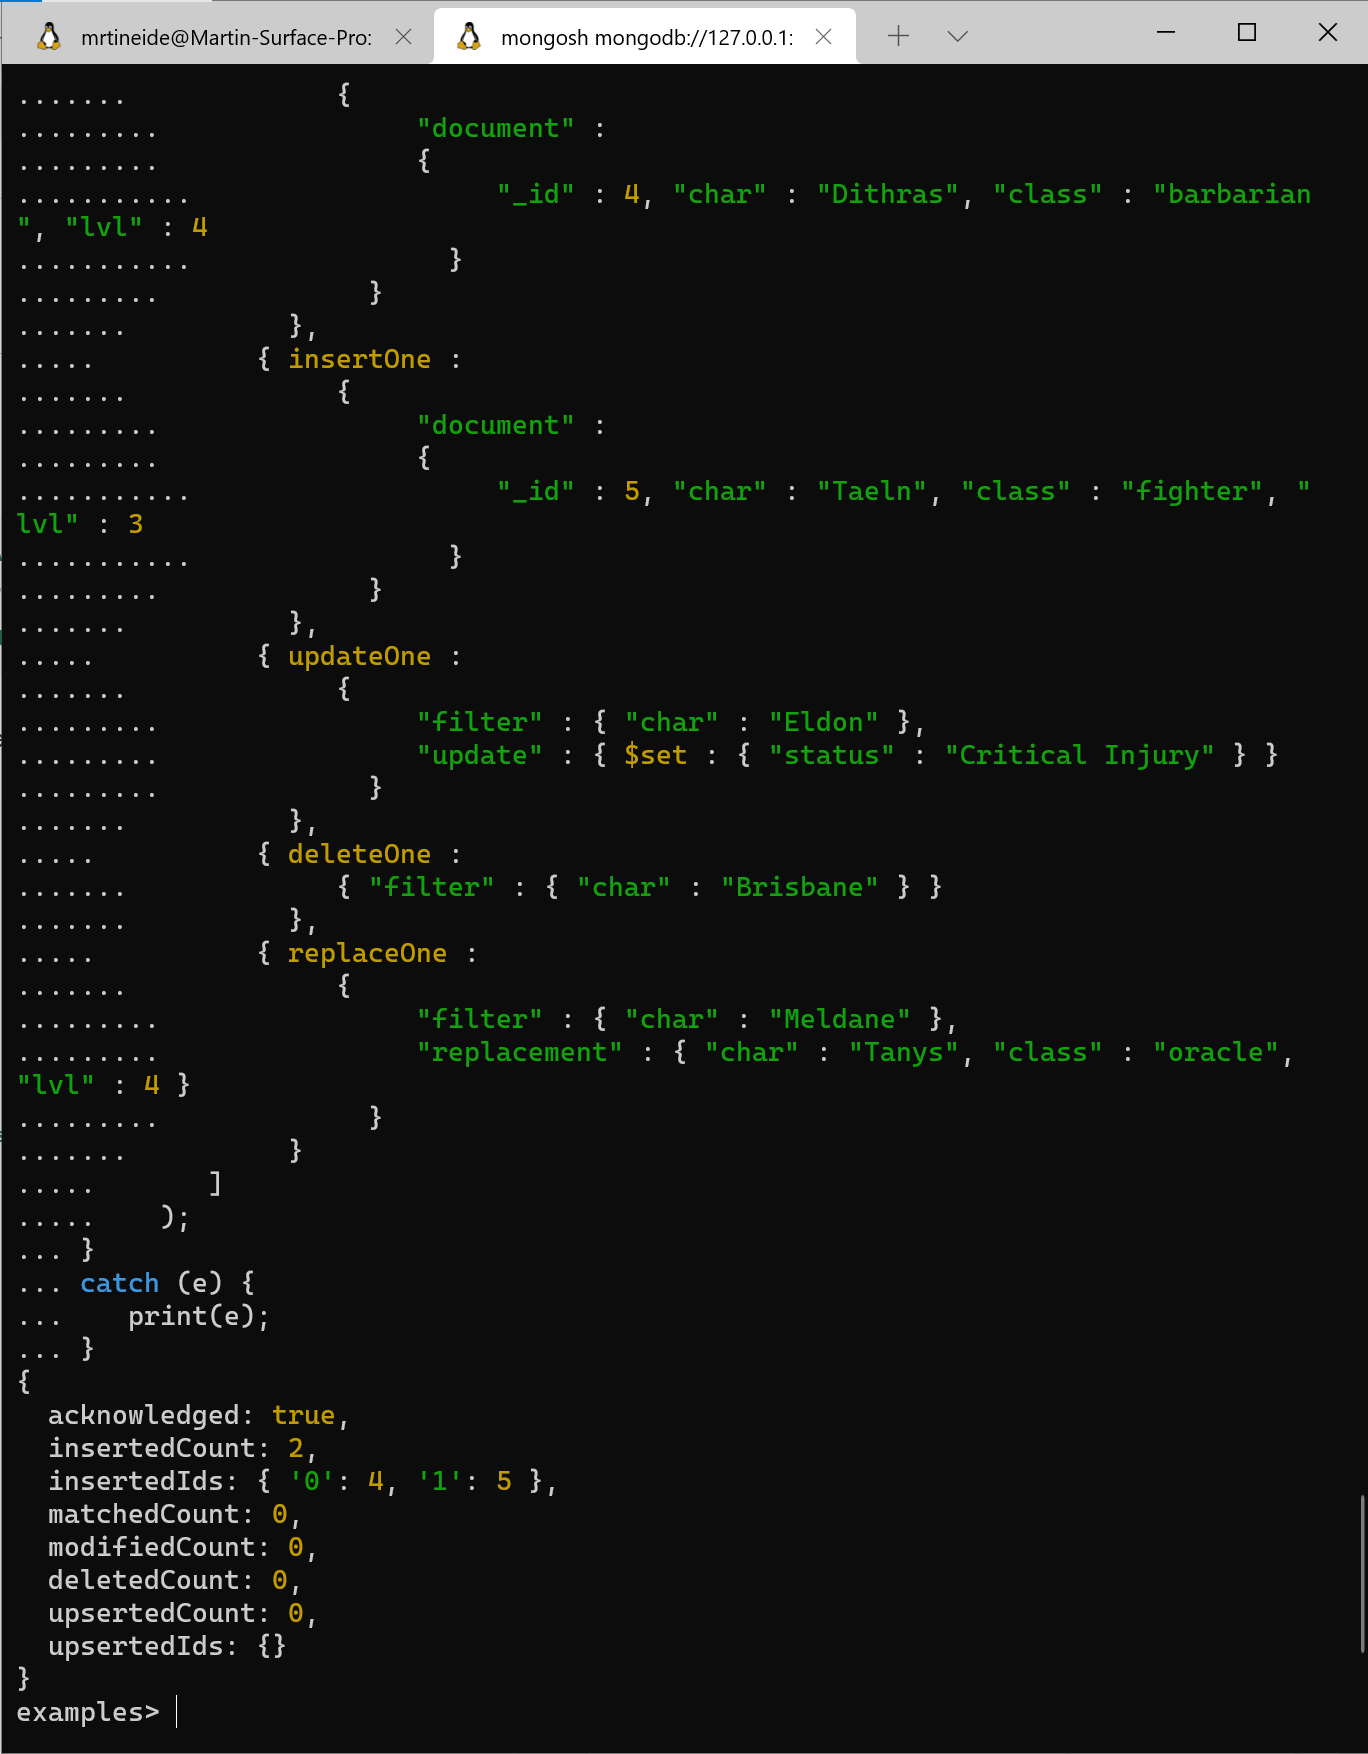 mrtineide@Martin-Surface-Pro:
mongosh mongodb://127.0.0.1:
....... {
......... "document" :
......... {
........... "_id" : 4, "char" : "Dithras", "class" : "barbarian
", "lvl" : 4
........... }
......... }
....... },
..... { insertOne :
....... {
......... "document" :
......... {
........... "_id" : 5, "char" : "Taeln", "class" : "fighter", "
lvl" : 3
........... }
......... }
....... },
..... { updateOne :
....... {
......... "filter" : { "char" : "Eldon" },
......... "update" : { $set : { "status" : "Critical Injury" } }
......... }
....... },
..... { deleteOne :
....... { "filter" : { "char" : "Brisbane" } }
....... },
..... { replaceOne :
....... {
......... "filter" : { "char" : "Meldane" },
......... "replacement" : { "char" : "Tanys", "class" : "oracle",
"lvl" : 4 }
......... }
....... }
..... ]
..... );
... }
... catch (e) {
... print(e);
... }
{
acknowledged: true,
insertedCount: 2,
insertedIds: { '0': 4, '1': 5 },
matchedCount: 0,
modifiedCount: 0,
deletedCount: 0,
upsertedCount: 0,
upsertedIds: {}
}
examples>